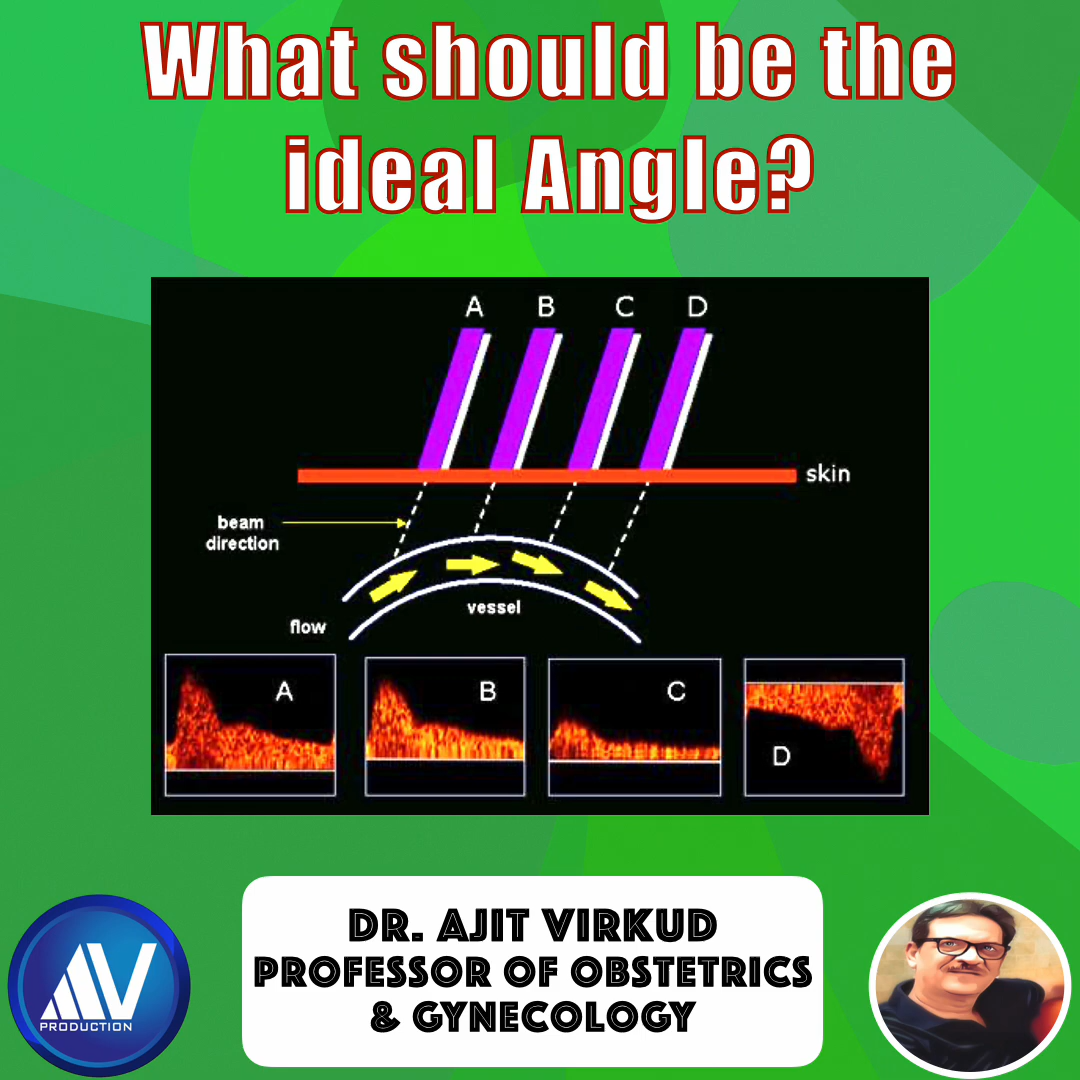 What should be the
ideal Angle?
A B C D
skin
beam
direction
vessel
flow
A B C D
DR. AJIT VIRKUD
PROFESSOR OF OBSTETRICS
& GYNECOLOGY
AV
PRODUCTION